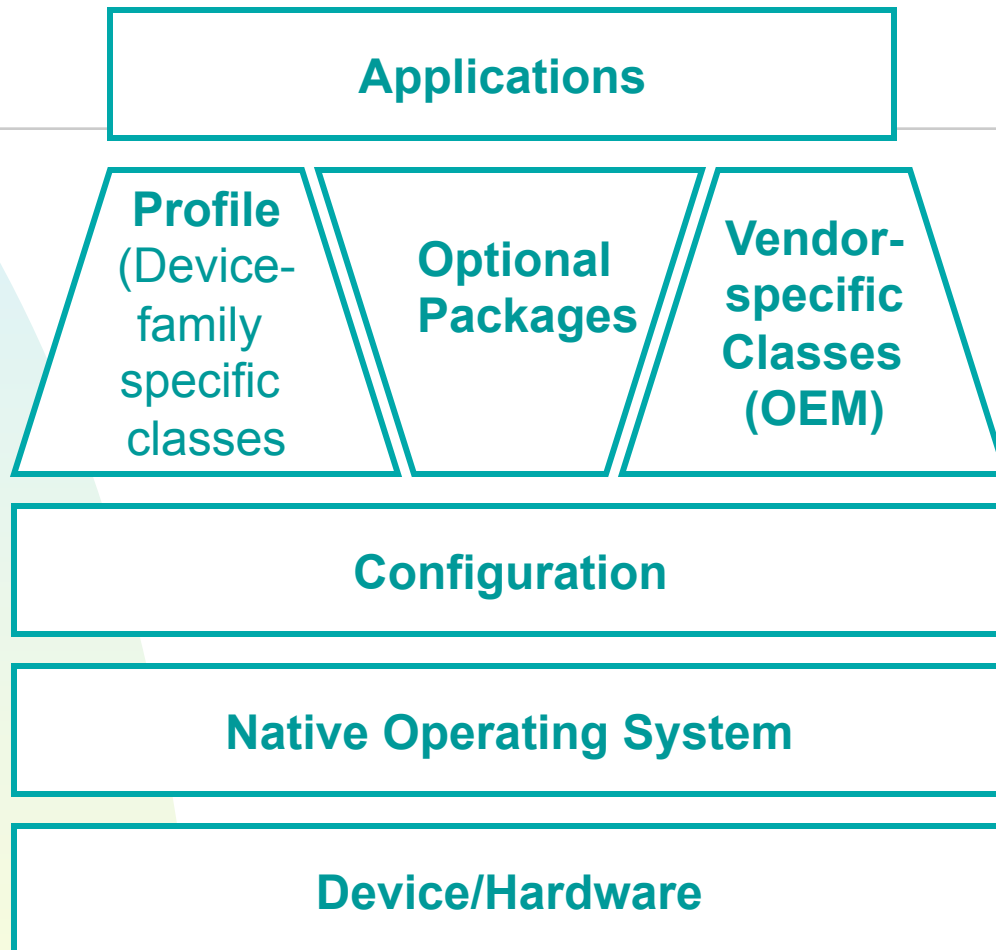 Applications
Profile
(Device-
family
specific
classes
Optional
Packages
Vendor-
specific
Classes
(OEM)
Configuration
Native Operating System
Device/Hardware